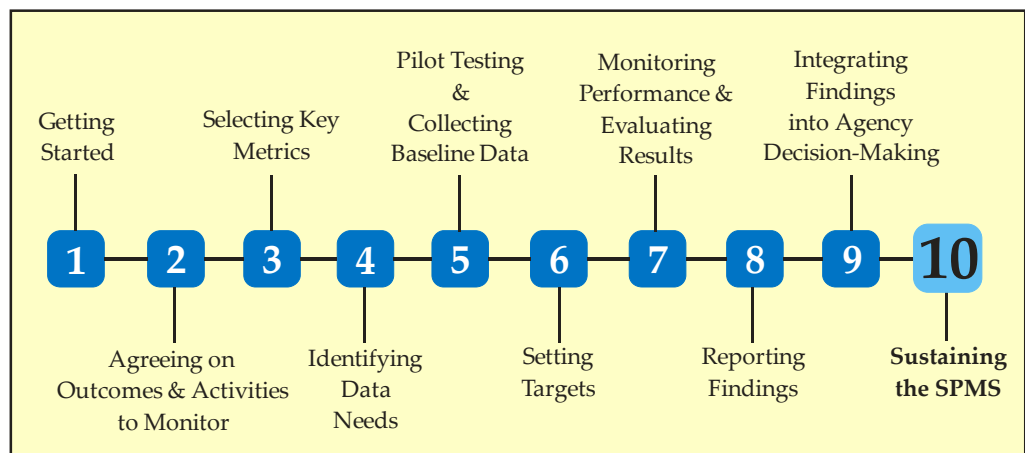 Getting
Started
Selecting Key
Metrics
Pilot Testing
&
Collecting
Baseline Data
Monitoring
Performance &
Evaluating
Results
Integrating
Findings
into Agency
Decision-Making
1 2 3 4 5 6 7 8 9 10
Agreeing on
Outcomes & Activities
to Monitor
Identifying
Data
Needs
Setting
Targets
Reporting
Findings
Sustaining
the SPMS